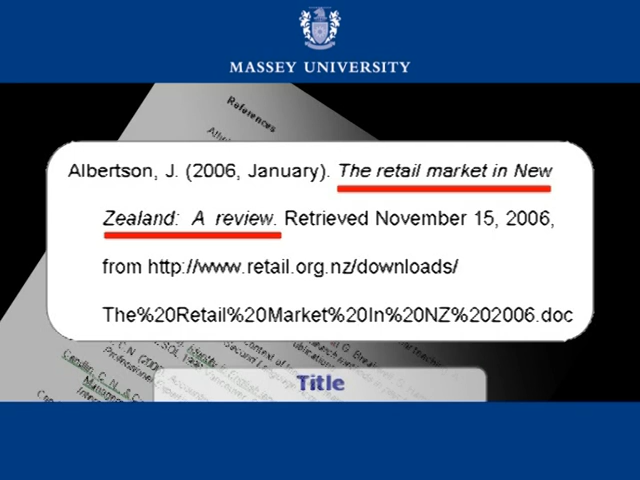 MASSEY UNIVERSITY
References
Albertson, J. (2006, January). The retail market in New
Zealand: A review. Retrieved November 15, 2006,
from http://www.retail.org.nz/downloads/
The%20Retail%20Market%20In%20NZ%202006.doc
Title